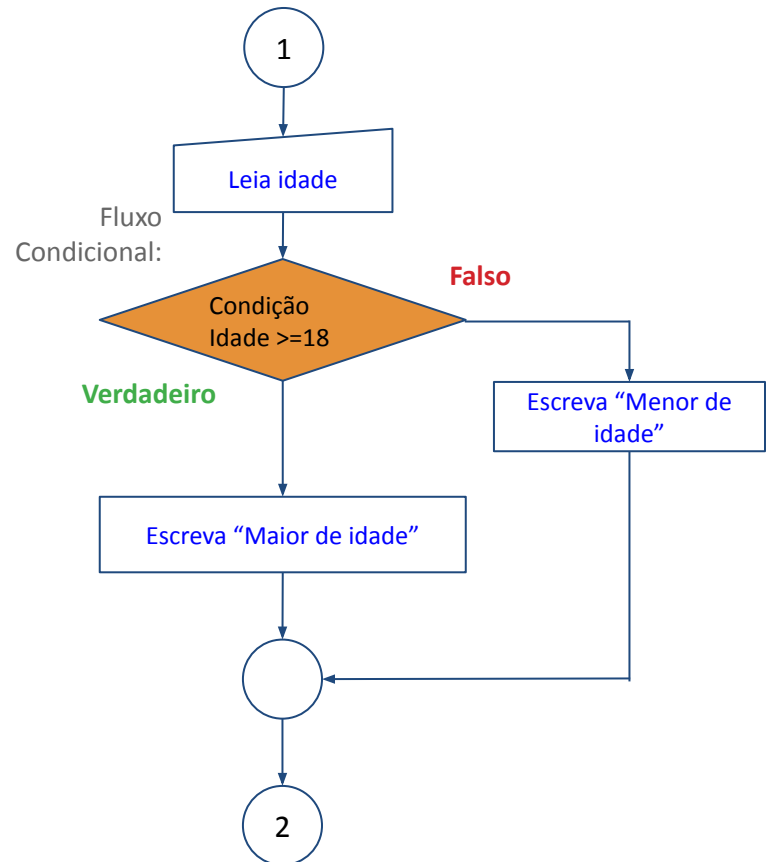 1
Leia idade
Fluxo
Condicional:
Falso
Condição
Idade >=18
Verdadeiro
Escreva “Menor de
idade”
Escreva “Maior de idade”
2